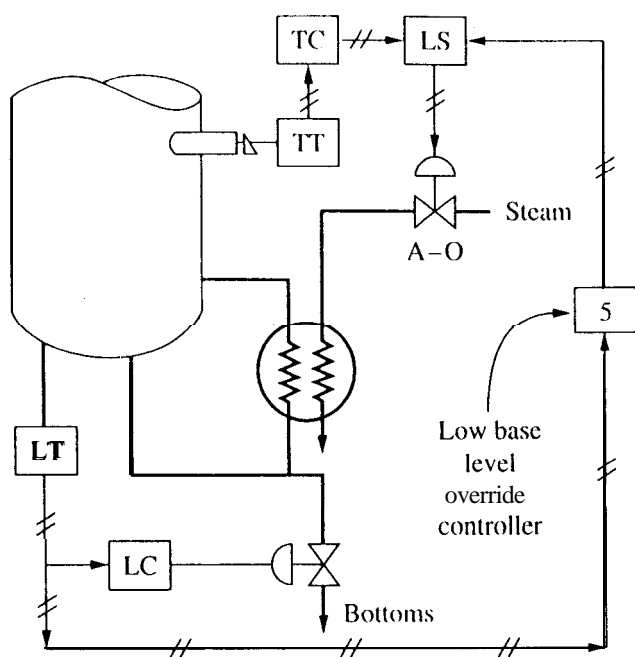 TC
LS
TT
Steam
A-O
5
LT
Low base
level
override
controller
LC
Bottoms